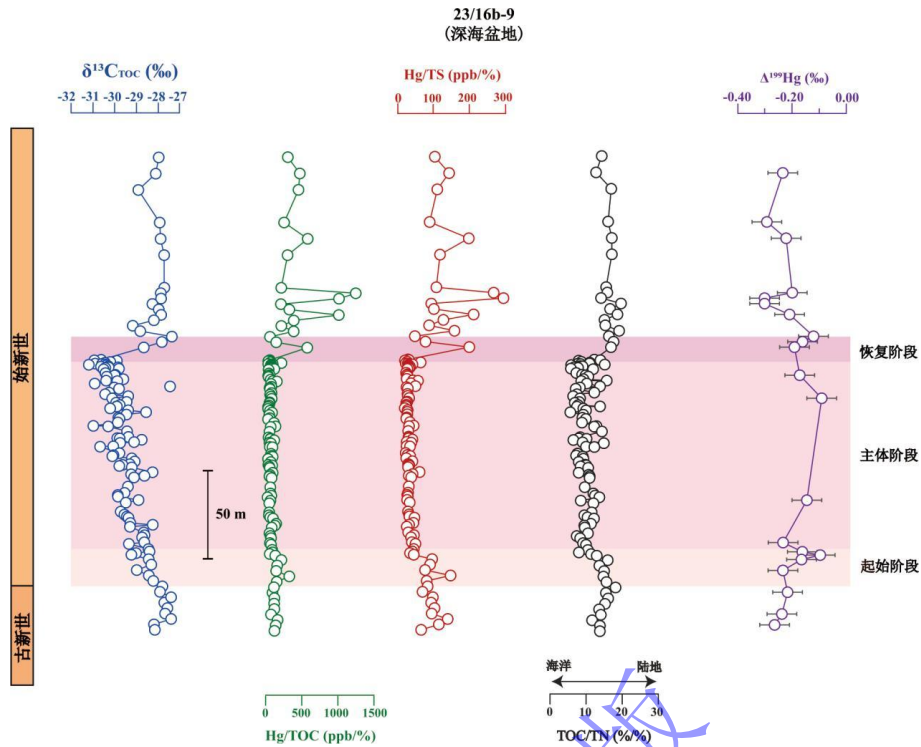 23/16b-9
(深海盆地)
δ¹³CTOC (‰)
-32 -31 -30 -29 -28 -27
Hg/TS (ppb/%)
0 100 200 300
Δ¹⁹⁹Hg (‰)
-0.40 -0.20 0.00
始新世
古新世
恢复阶段
主体阶段
起始阶段
50 m
Hg/TOC (ppb/%)
0 500 1000 1500
海洋 陆地
0 10 20 30
TOC/TN (%/%)